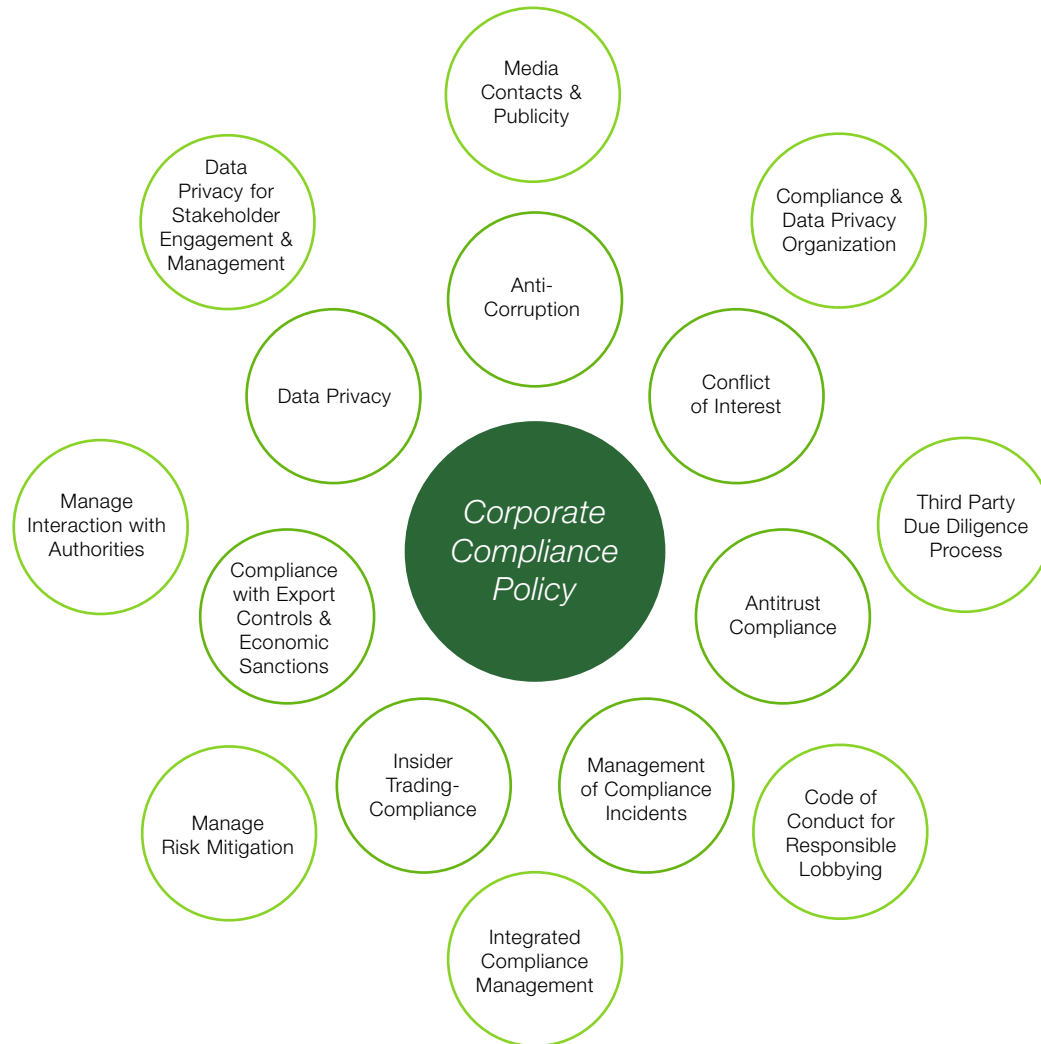 Media
Contacts &
Publicity
Data
Privacy for
Stakeholder
Engagement &
Management
Compliance &
Data Privacy
Organization
Anti-
Corruption
Data Privacy
Conflict
of Interest
Manage
Interaction with
Authorities
Corporate
Compliance
Policy
Third Party
Due Diligence
Process
Compliance
with Export
Controls &
Economic
Sanctions
Antitrust
Compliance
Insider
Trading-
Compliance
Management
of Compliance
Incidents
Manage
Risk Mitigation
Code of
Conduct for
Responsible
Lobbying
Integrated
Compliance
Management